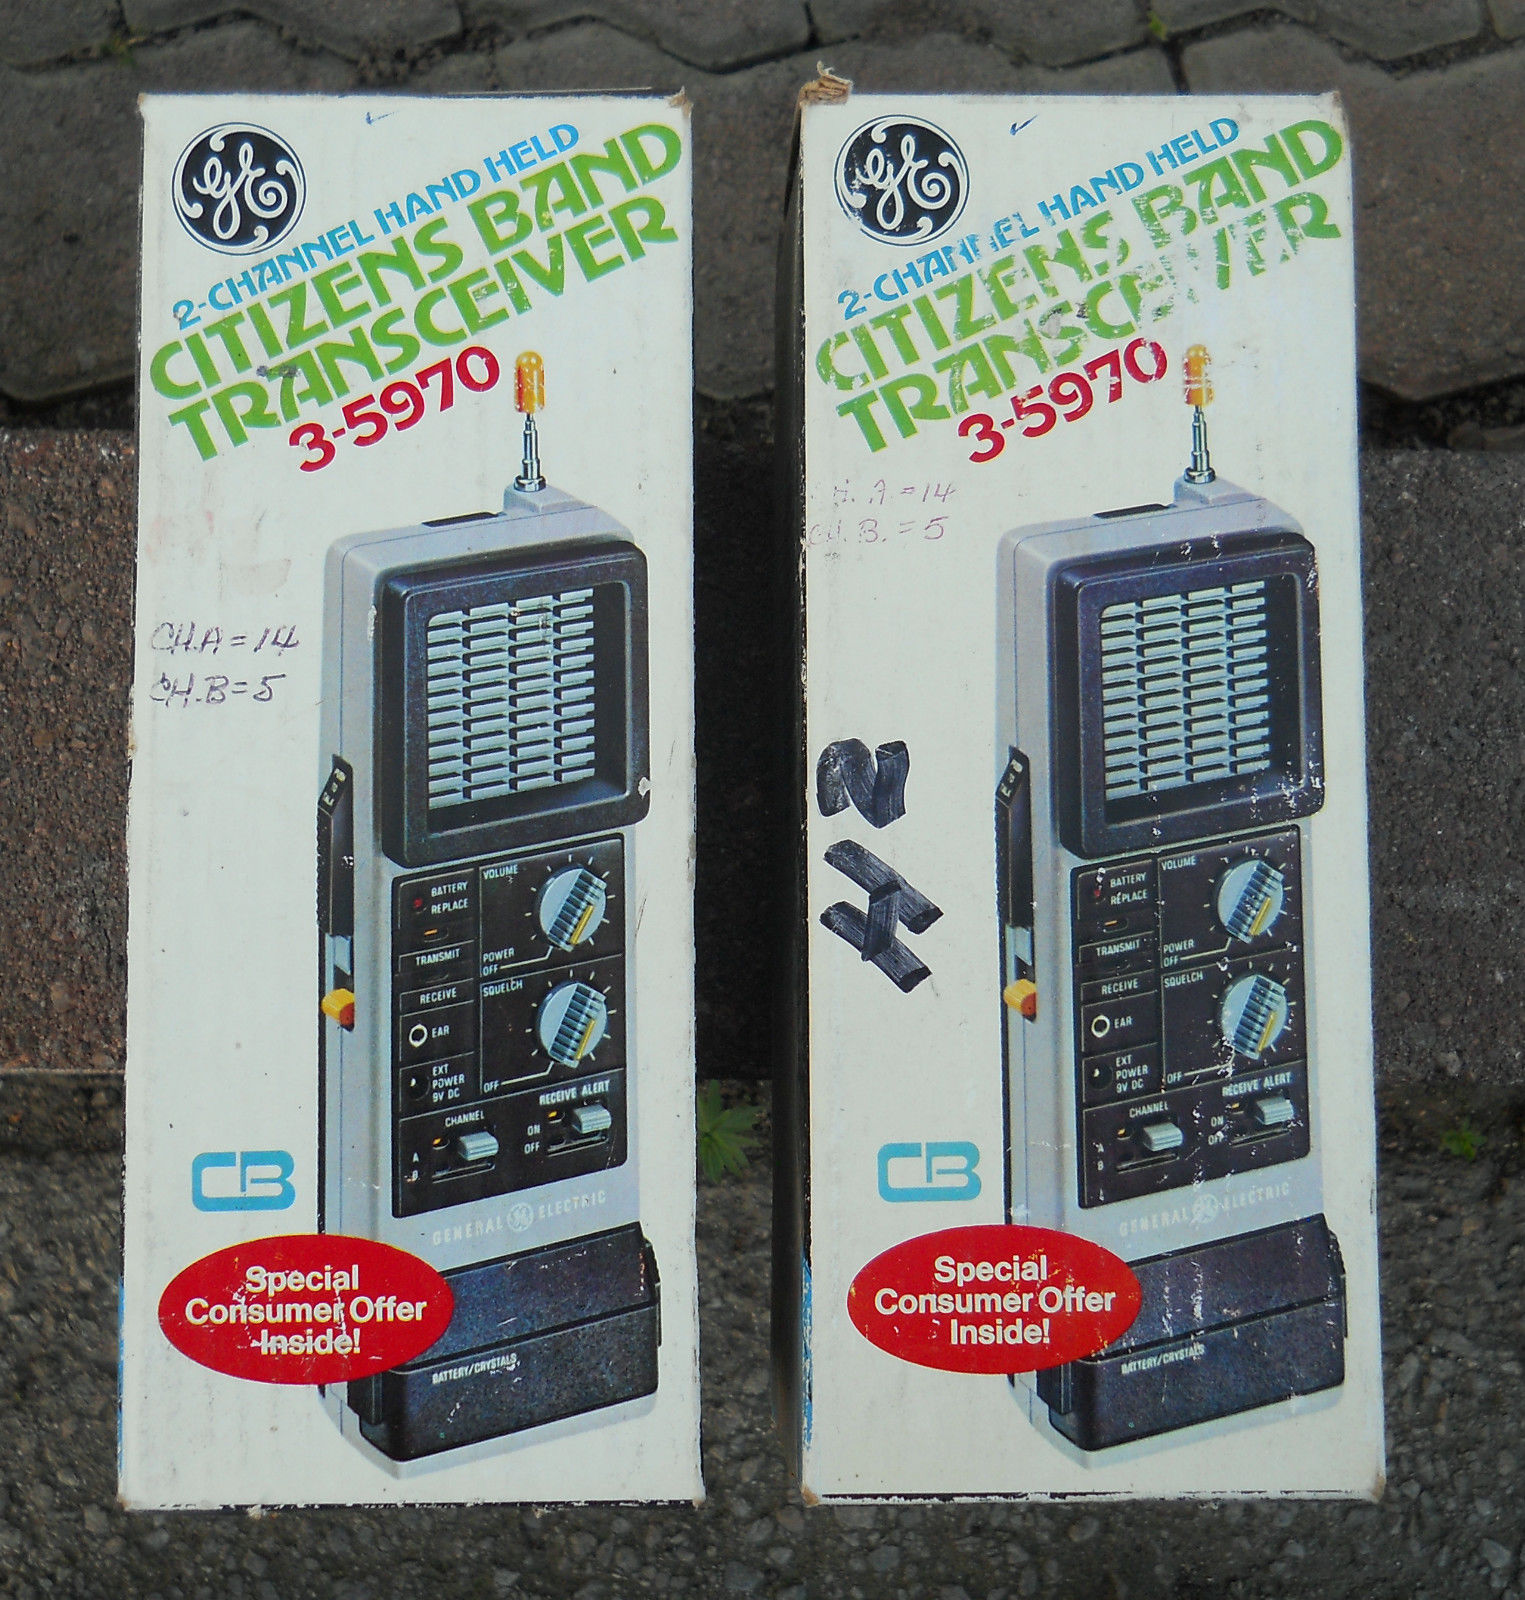 GE
2-CHANNEL HAND HELD
CITIZENS BAND
TRANSCEIVER
3-5970
CH.A=14
CH.B=5
BATTERY
REPLACE
TRANSMIT
RECEIVE
EAR
EXT
POWER
9V DC
VOLUME
POWER
OFF
SQUELCH
OFF
CHANNEL
A
B
RECEIVE ALERT
ON
OFF
GENERAL GE ELECTRIC
CB
Special
Consumer Offer
Inside!
BATTERY/CRYSTALS
GE
2-CHANNEL HAND HELD
CITIZENS BAND
TRANSCEIVER
3-5970
H. A.=14
CH. B.=5
BATTERY
REPLACE
TRANSMIT
RECEIVE
EAR
EXT
POWER
9V DC
VOLUME
POWER
OFF
SQUELCH
OFF
CHANNEL
A
B
RECEIVE ALERT
ON
OFF
GENERAL GE ELECTRIC
CB
Special
Consumer Offer
Inside!
BATTERY/CRYSTALS